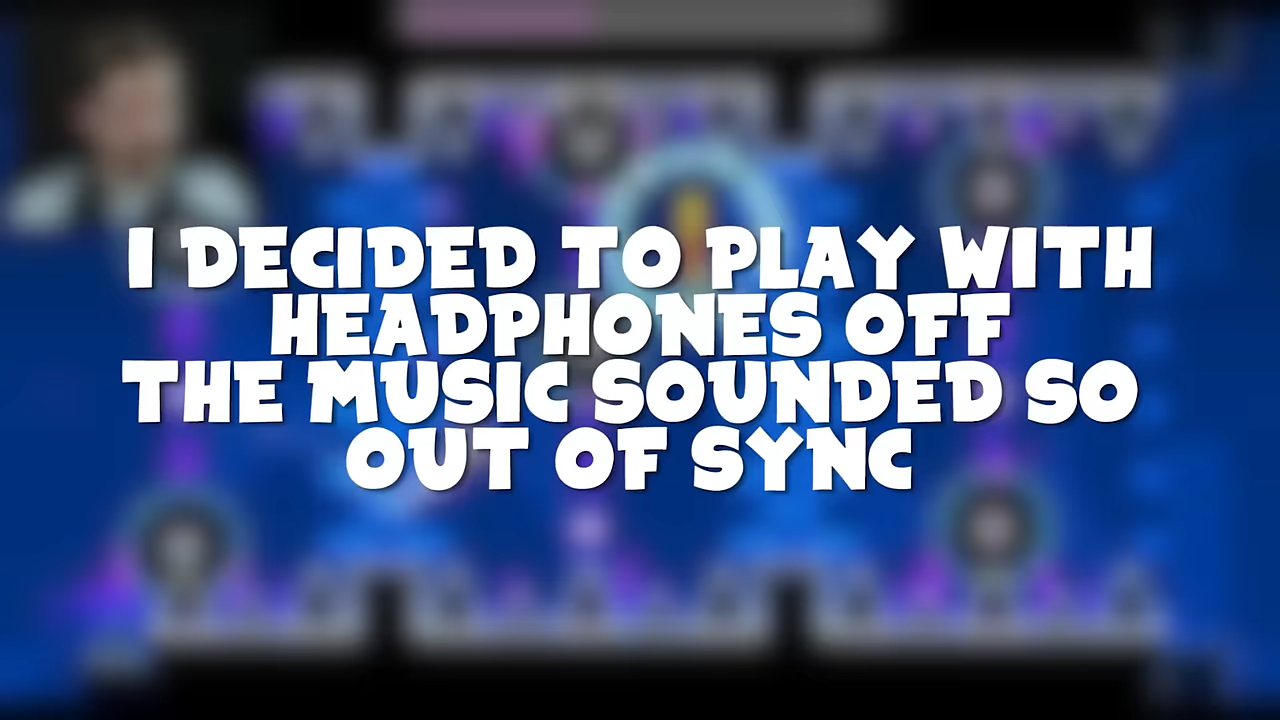 I DECIDED TO PLAY WITH
HEADPHONES OFF
THE MUSIC SOUNDED SO
OUT OF SYNC